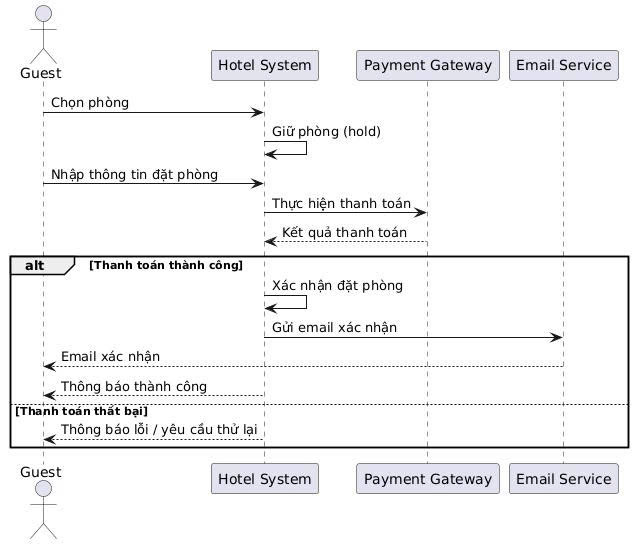 Guest
Hotel System
Payment Gateway
Email Service
Chọn phòng
Giữ phòng (hold)
Nhập thông tin đặt phòng
Thực hiện thanh toán
Kết quả thanh toán
alt
[Thanh toán thành công]
Xác nhận đặt phòng
Gửi email xác nhận
Email xác nhận
Thông báo thành công
[Thanh toán thất bại]
Thông báo lỗi / yêu cầu thử lại
Guest
Hotel System
Payment Gateway
Email Service